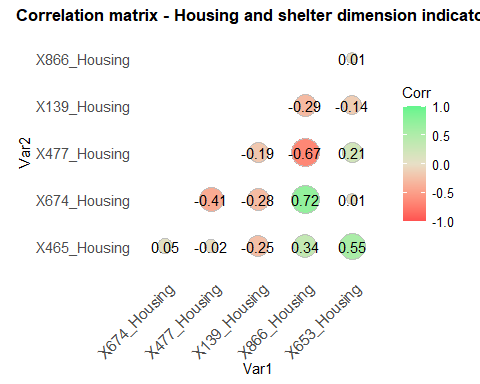 Correlation matrix - Housing and shelter dimension indicato
X866_Housing 0.01
X139_Housing -0.29 -0.14
X477_Housing -0.19 -0.67 0.21
X674_Housing -0.41 -0.28 0.72 0.01
X465_Housing 0.05 -0.02 -0.25 0.34 0.55
Var2
X674_Housing X477_Housing X139_Housing X866_Housing X653_Housing
Var1
Corr
1.0
0.5
0.0
-0.5
-1.0